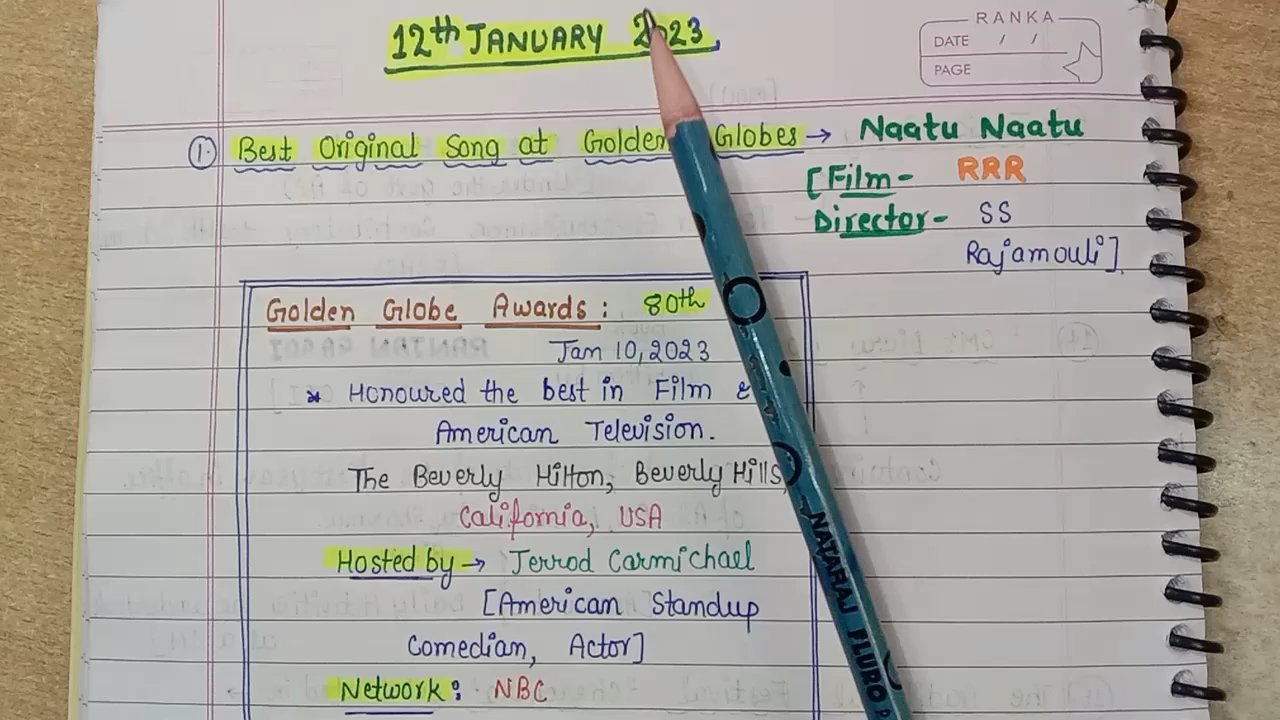 12th JANUARY 2023
RANKA
DATE / /
PAGE
1. Best Original Song at Golden Globes → Naatu Naatu
[Film- RRR
Director- SS
Rajamouli]
Golden Globe Awards: 80th
Jan 10, 2023
* Honoured the best in Film &
American Television.
The Beverly Hilton, Beverly Hills,
California, USA
Hosted by → Jerrod Carmichael
[American Standup
Comedian, Actor]
Network: NBC
NATARAJ FLURO